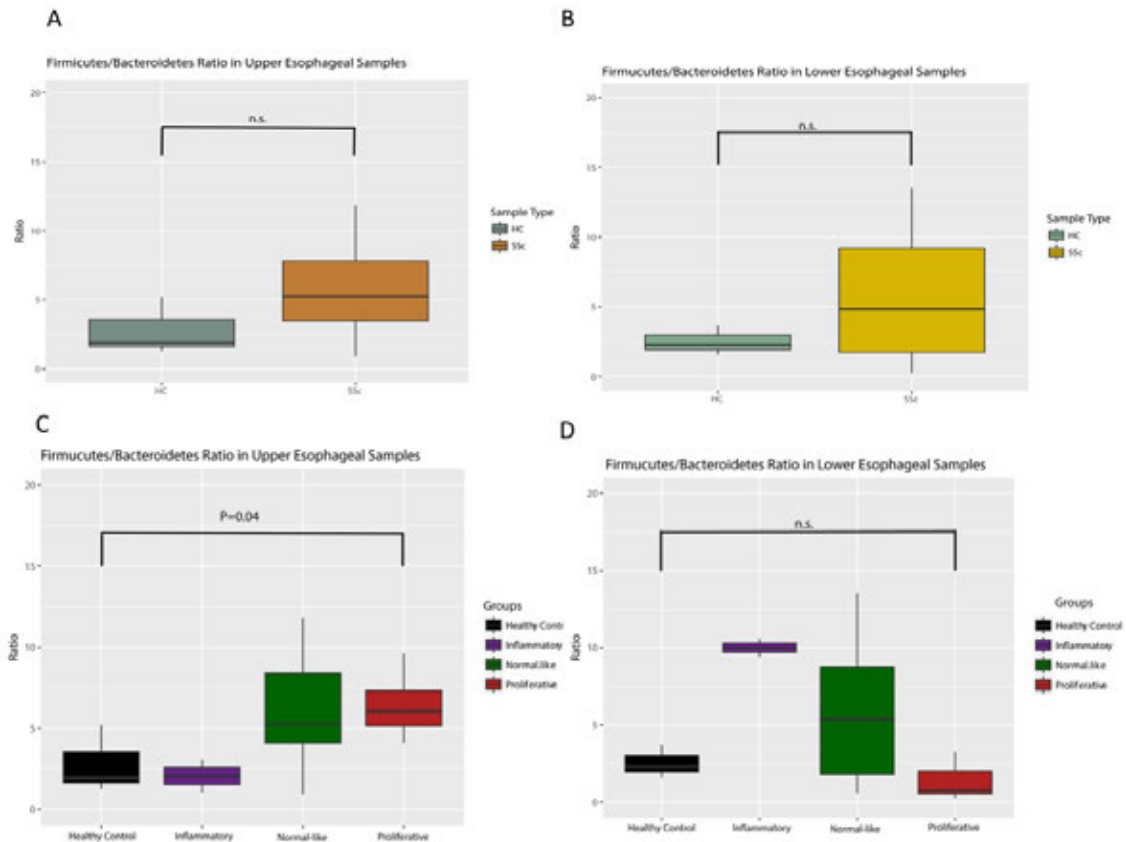 A
Firmicutes/Bacteroidetes Ratio in Upper Esophageal Samples
20
15
10
5
0
Ratio
n.s.
HC
SSc
Sample Type
HC
SSc
B
Firmucutes/Bacteroidetes Ratio in Lower Esophageal Samples
20
15
10
5
0
Ratio
n.s.
HC
SSc
Sample Type
HC
SSc
C
Firmucutes/Bacteroidetes Ratio in Upper Esophageal Samples
20
15
10
5
0
Ratio
P=0.04
Healthy Control
Inflammatory
Normal-like
Proliferative
Groups
Healthy Contr
Inflammatory
Normal.like
Proliferative
D
Firmucutes/Bacteroidetes Ratio in Lower Esophageal Samples
20
15
10
5
0
Ratio
n.s.
Healthy Control
Inflammatory
Normal-like
Proliferative
Groups
Healthy Control
Inflammatory
Normal.like
Proliferative